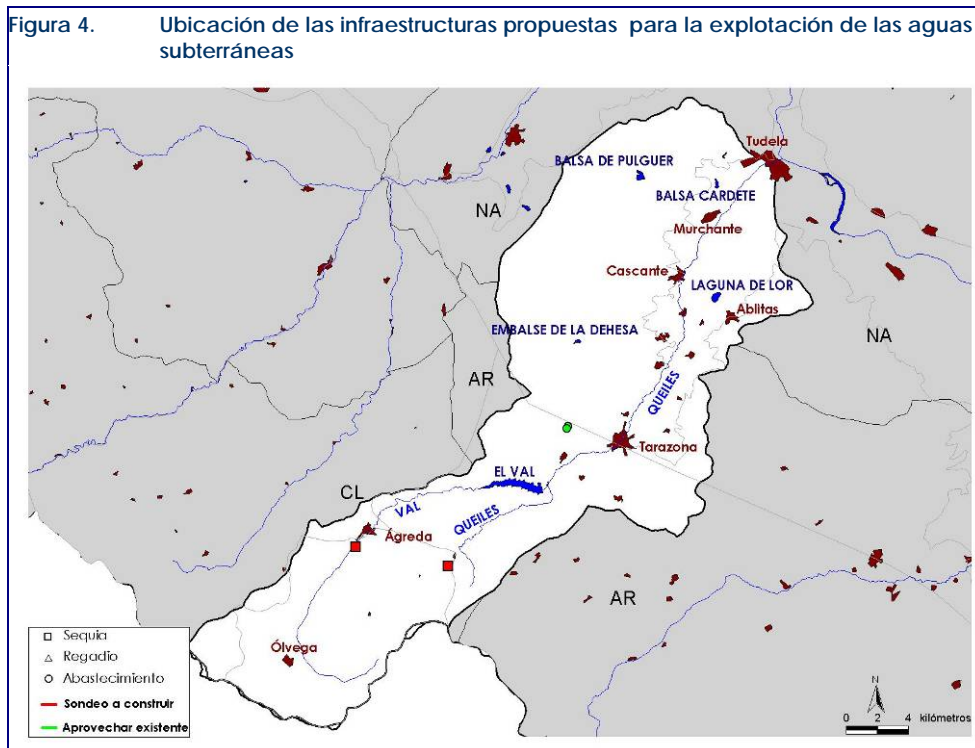 Figura 4. Ubicación de las infraestructuras propuestas para la explotación de las aguas
subterráneas
Tudela
BALSA DE PULGUER
BALSA CARDETE
NA
Murchante
Cascante
LAGUNA DE LOR
Ablitas
EMBALSE DE LA DEHESA
NA
AR
QUEILES
Tarazona
EL VAL
CL
VAL
QUEILES
Ágreda
AR
Ólvega
Sequia
Regadío
Abastecimiento
Sondeo a construir
Aprovechar existente
N
0 2 4 kilómetros